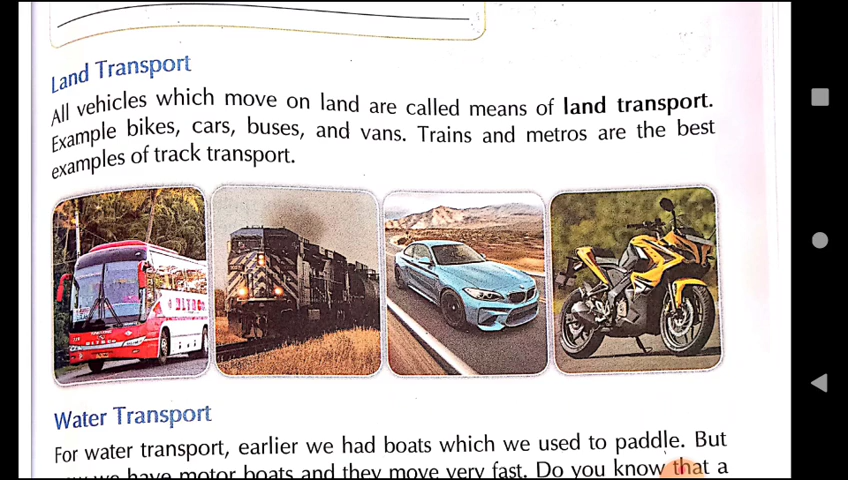 Land Transport
All vehicles which move on land are called means of land transport.
Example bikes, cars, buses, and vans. Trains and metros are the best
examples of track transport.
Water Transport
For water transport, earlier we had boats which we used to paddle. But
we have motor boats and they move very fast. Do you know that a